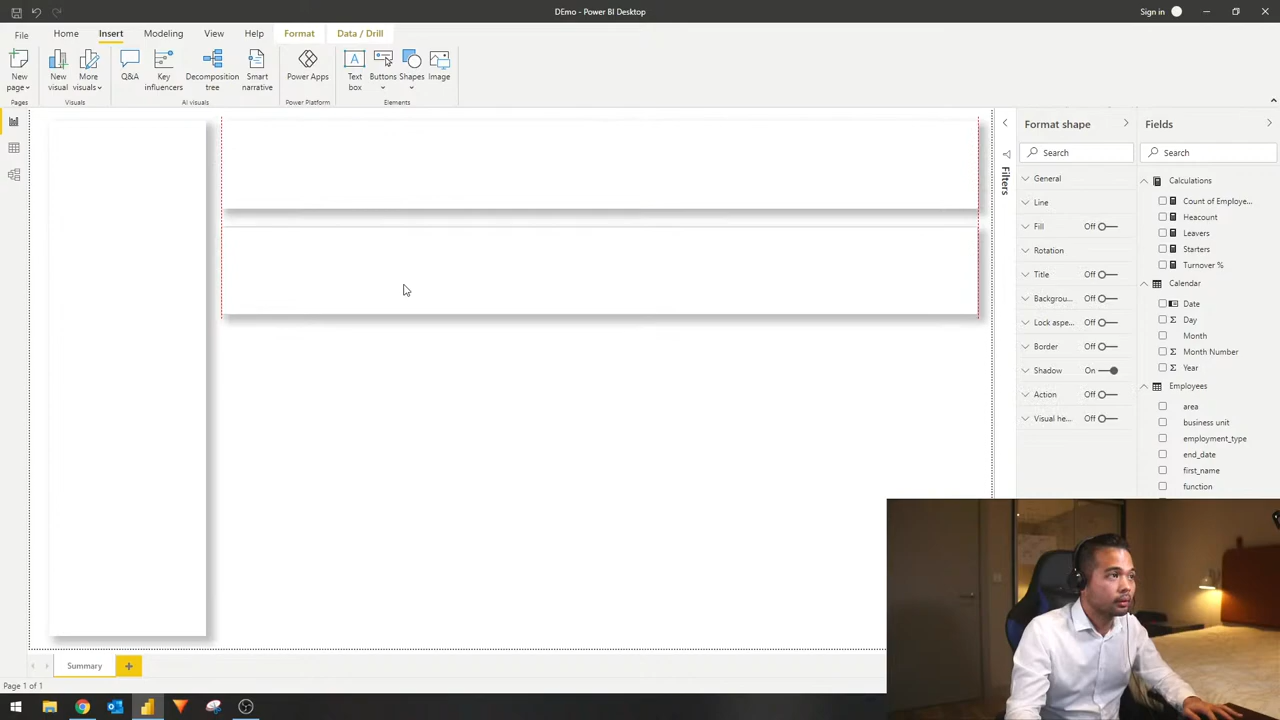 DEmo - Power BI Desktop
Sign in
File
Home
Insert
Modeling
View
Help
Format
Data / Drill
New page
New visual
More visuals
Q&A
Key influencers
Decomposition tree
Smart narrative
Power Apps
Text box
Buttons
Shapes
Image
Pages
Visuals
AI visuals
Power Platform
Elements
Filters
Format shape
Search
General
Line
Fill Off
Rotation
Title Off
Backgrou... Off
Lock aspe... Off
Border Off
Shadow On
Action Off
Visual he... Off
Fields
Search
Calculations
Count of Employe...
Heacount
Leavers
Starters
Turnover %
Calendar
Date
Day
Month
Month Number
Year
Employees
area
business unit
employment_type
end_date
first_name
function
Summary
Page 1 of 1